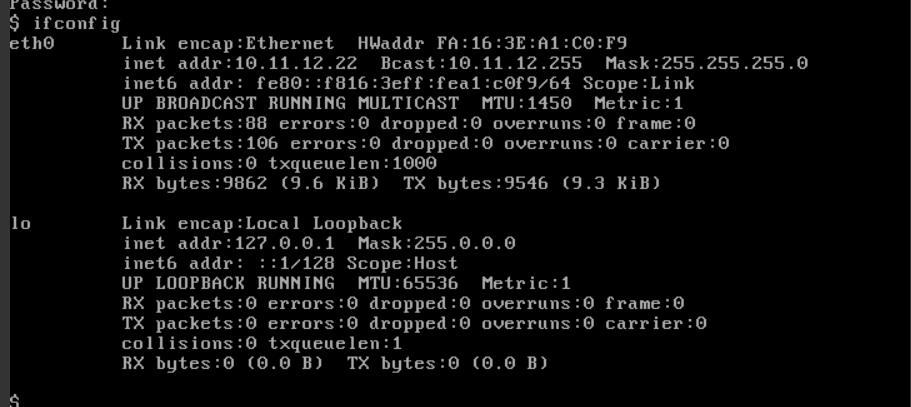 Password:
$ ifconfig
eth0      Link encap:Ethernet  HWaddr FA:16:3E:A1:C0:F9
          inet addr:10.11.12.22  Bcast:10.11.12.255  Mask:255.255.255.0
          inet6 addr: fe80::f816:3eff:fea1:c0f9/64 Scope:Link
          UP BROADCAST RUNNING MULTICAST  MTU:1450  Metric:1
          RX packets:88 errors:0 dropped:0 overruns:0 frame:0
          TX packets:106 errors:0 dropped:0 overruns:0 carrier:0
          collisions:0 txqueuelen:1000
          RX bytes:9862 (9.6 KiB)  TX bytes:9546 (9.3 KiB)

lo        Link encap:Local Loopback
          inet addr:127.0.0.1  Mask:255.0.0.0
          inet6 addr: ::1/128 Scope:Host
          UP LOOPBACK RUNNING  MTU:65536  Metric:1
          RX packets:0 errors:0 dropped:0 overruns:0 frame:0
          TX packets:0 errors:0 dropped:0 overruns:0 carrier:0
          collisions:0 txqueuelen:1
          RX bytes:0 (0.0 B)  TX bytes:0 (0.0 B)

$